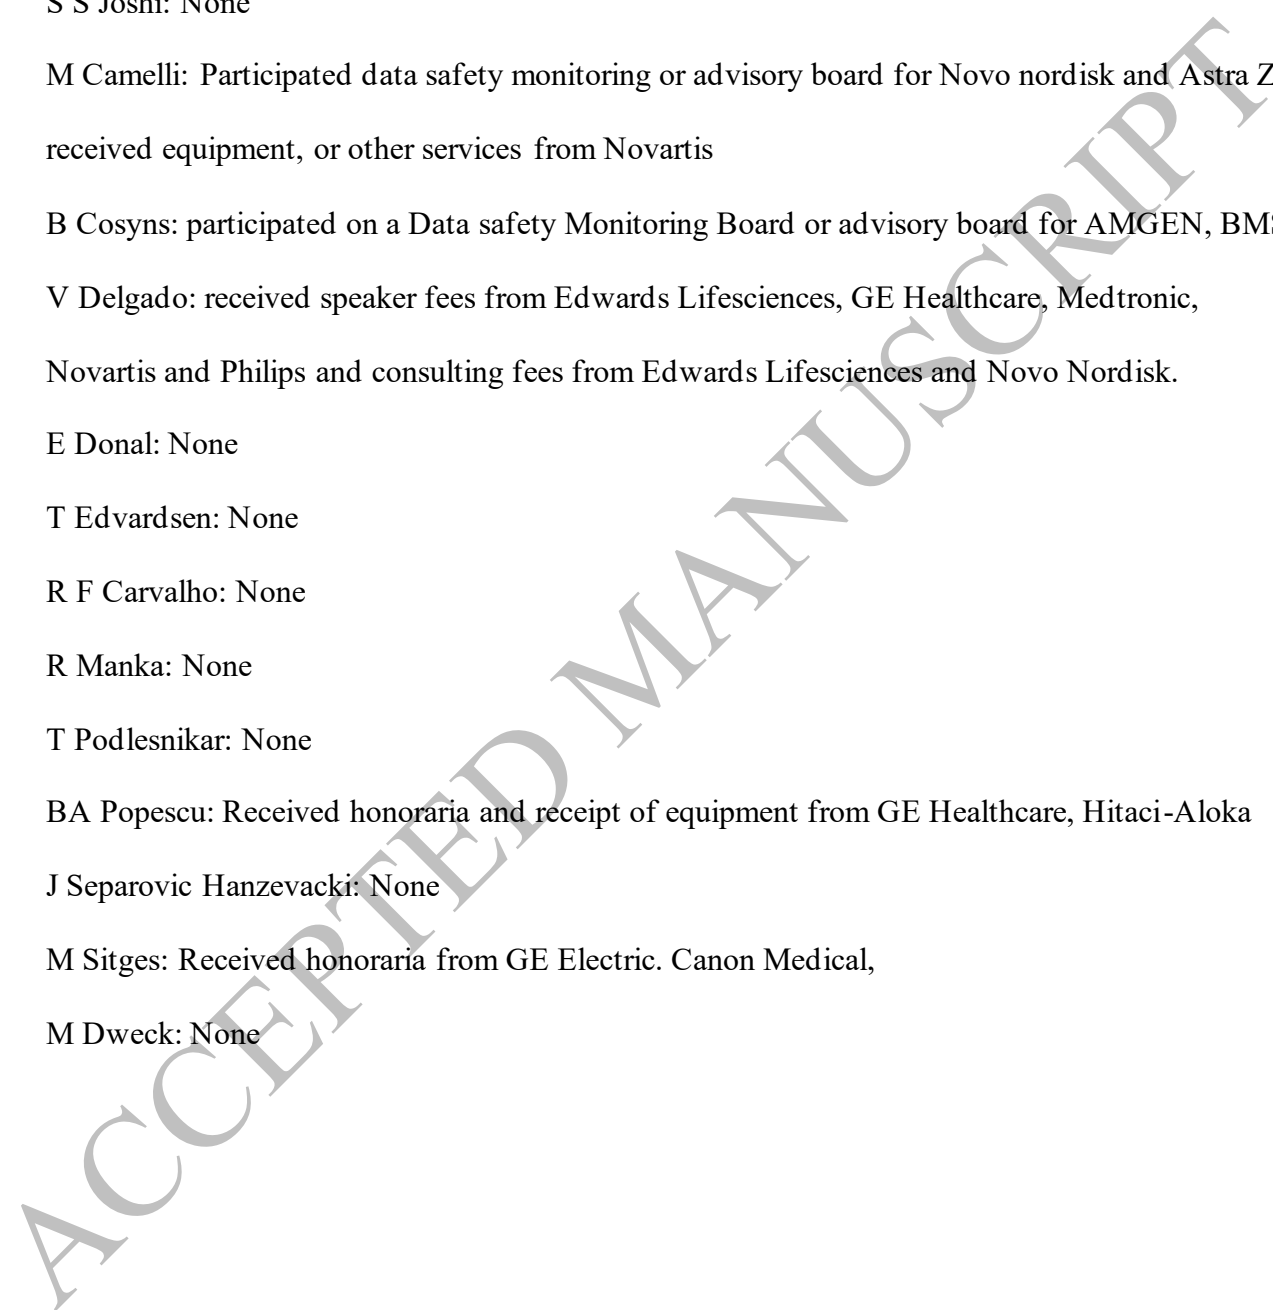 S S Joshi: None
M Camelli: Participated data safety monitoring or advisory board for Novo nordisk and Astra Z
received equipment, or other services from Novartis
B Cosyns: participated on a Data safety Monitoring Board or advisory board for AMGEN, BMS
V Delgado: received speaker fees from Edwards Lifesciences, GE Healthcare, Medtronic,
Novartis and Philips and consulting fees from Edwards Lifesciences and Novo Nordisk.
E Donal: None
T Edvardsen: None
R F Carvalho: None
R Manka: None
T Podlesnikar: None
BA Popescu: Received honoraria and receipt of equipment from GE Healthcare, Hitaci-Aloka
J Separovic Hanzevacki: None
M Sitges: Received honoraria from GE Electric. Canon Medical,
M Dweck: None
ACCEPTED MANUSCRIPT